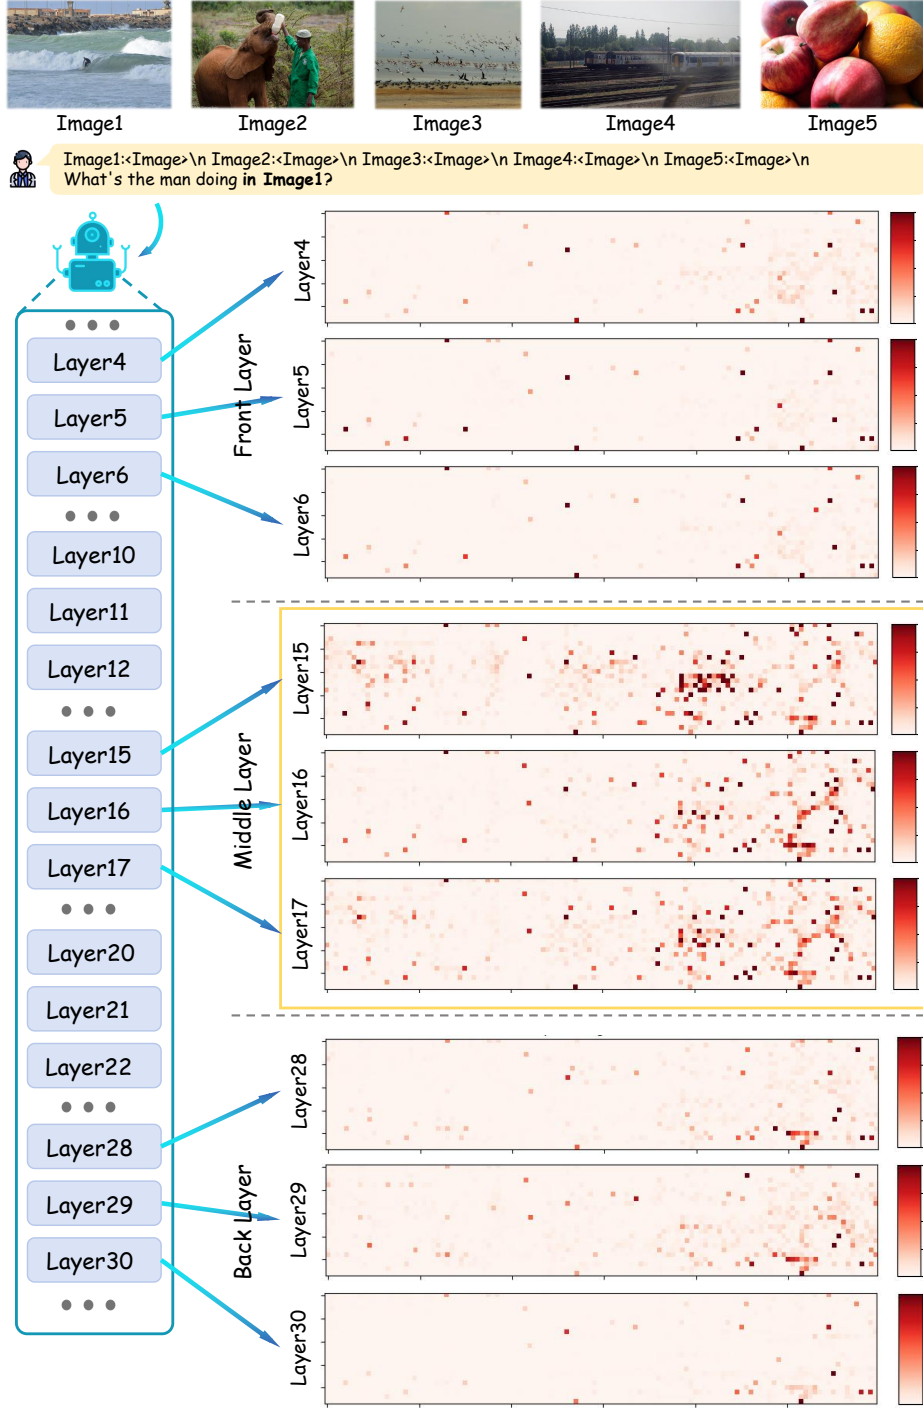 Image1
Image2
Image3
Image4
Image5
Image1:<Image>\n Image2:<Image>\n Image3:<Image>\n Image4:<Image>\n Image5:<Image>\n
What's the man doing in Image1?
Layer4
Layer5
Layer6
Layer10
Layer11
Layer12
Layer15
Layer16
Layer17
Layer20
Layer21
Layer22
Layer28
Layer29
Layer30
Front Layer
Layer4
Layer5
Layer6
Middle Layer
Layer15
Layer16
Layer17
Back Layer
Layer28
Layer29
Layer30